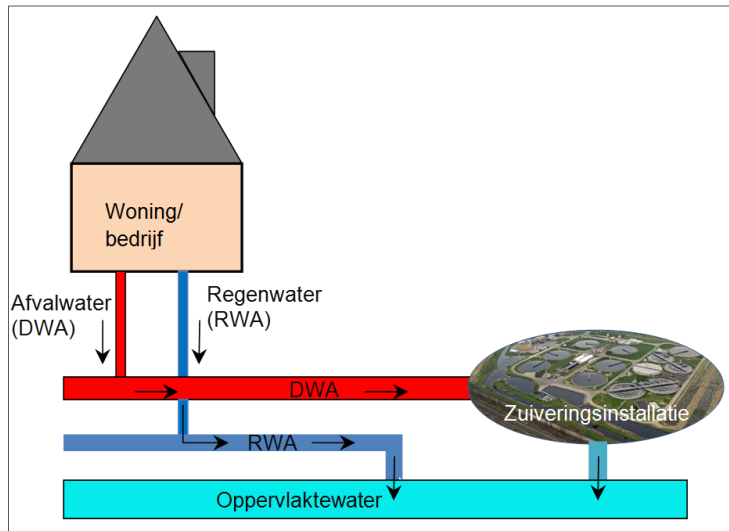 Woning/
bedrijf
Afvalwater
(DWA)
Regenwater
(RWA)
DWA
Zuiveringsinstallatie
RWA
Oppervlaktewater